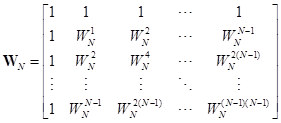 W_N = [ 1 1 1 ⋯ 1
1 W_N^1 W_N^2 ⋯ W_N^{N-1}
1 W_N^2 W_N^4 ⋯ W_N^{2(N-1)}
⋮ ⋮ ⋮ ⋱ ⋮
1 W_N^{N-1} W_N^{2(N-1)} ⋯ W_N^{(N-1)(N-1)} ]